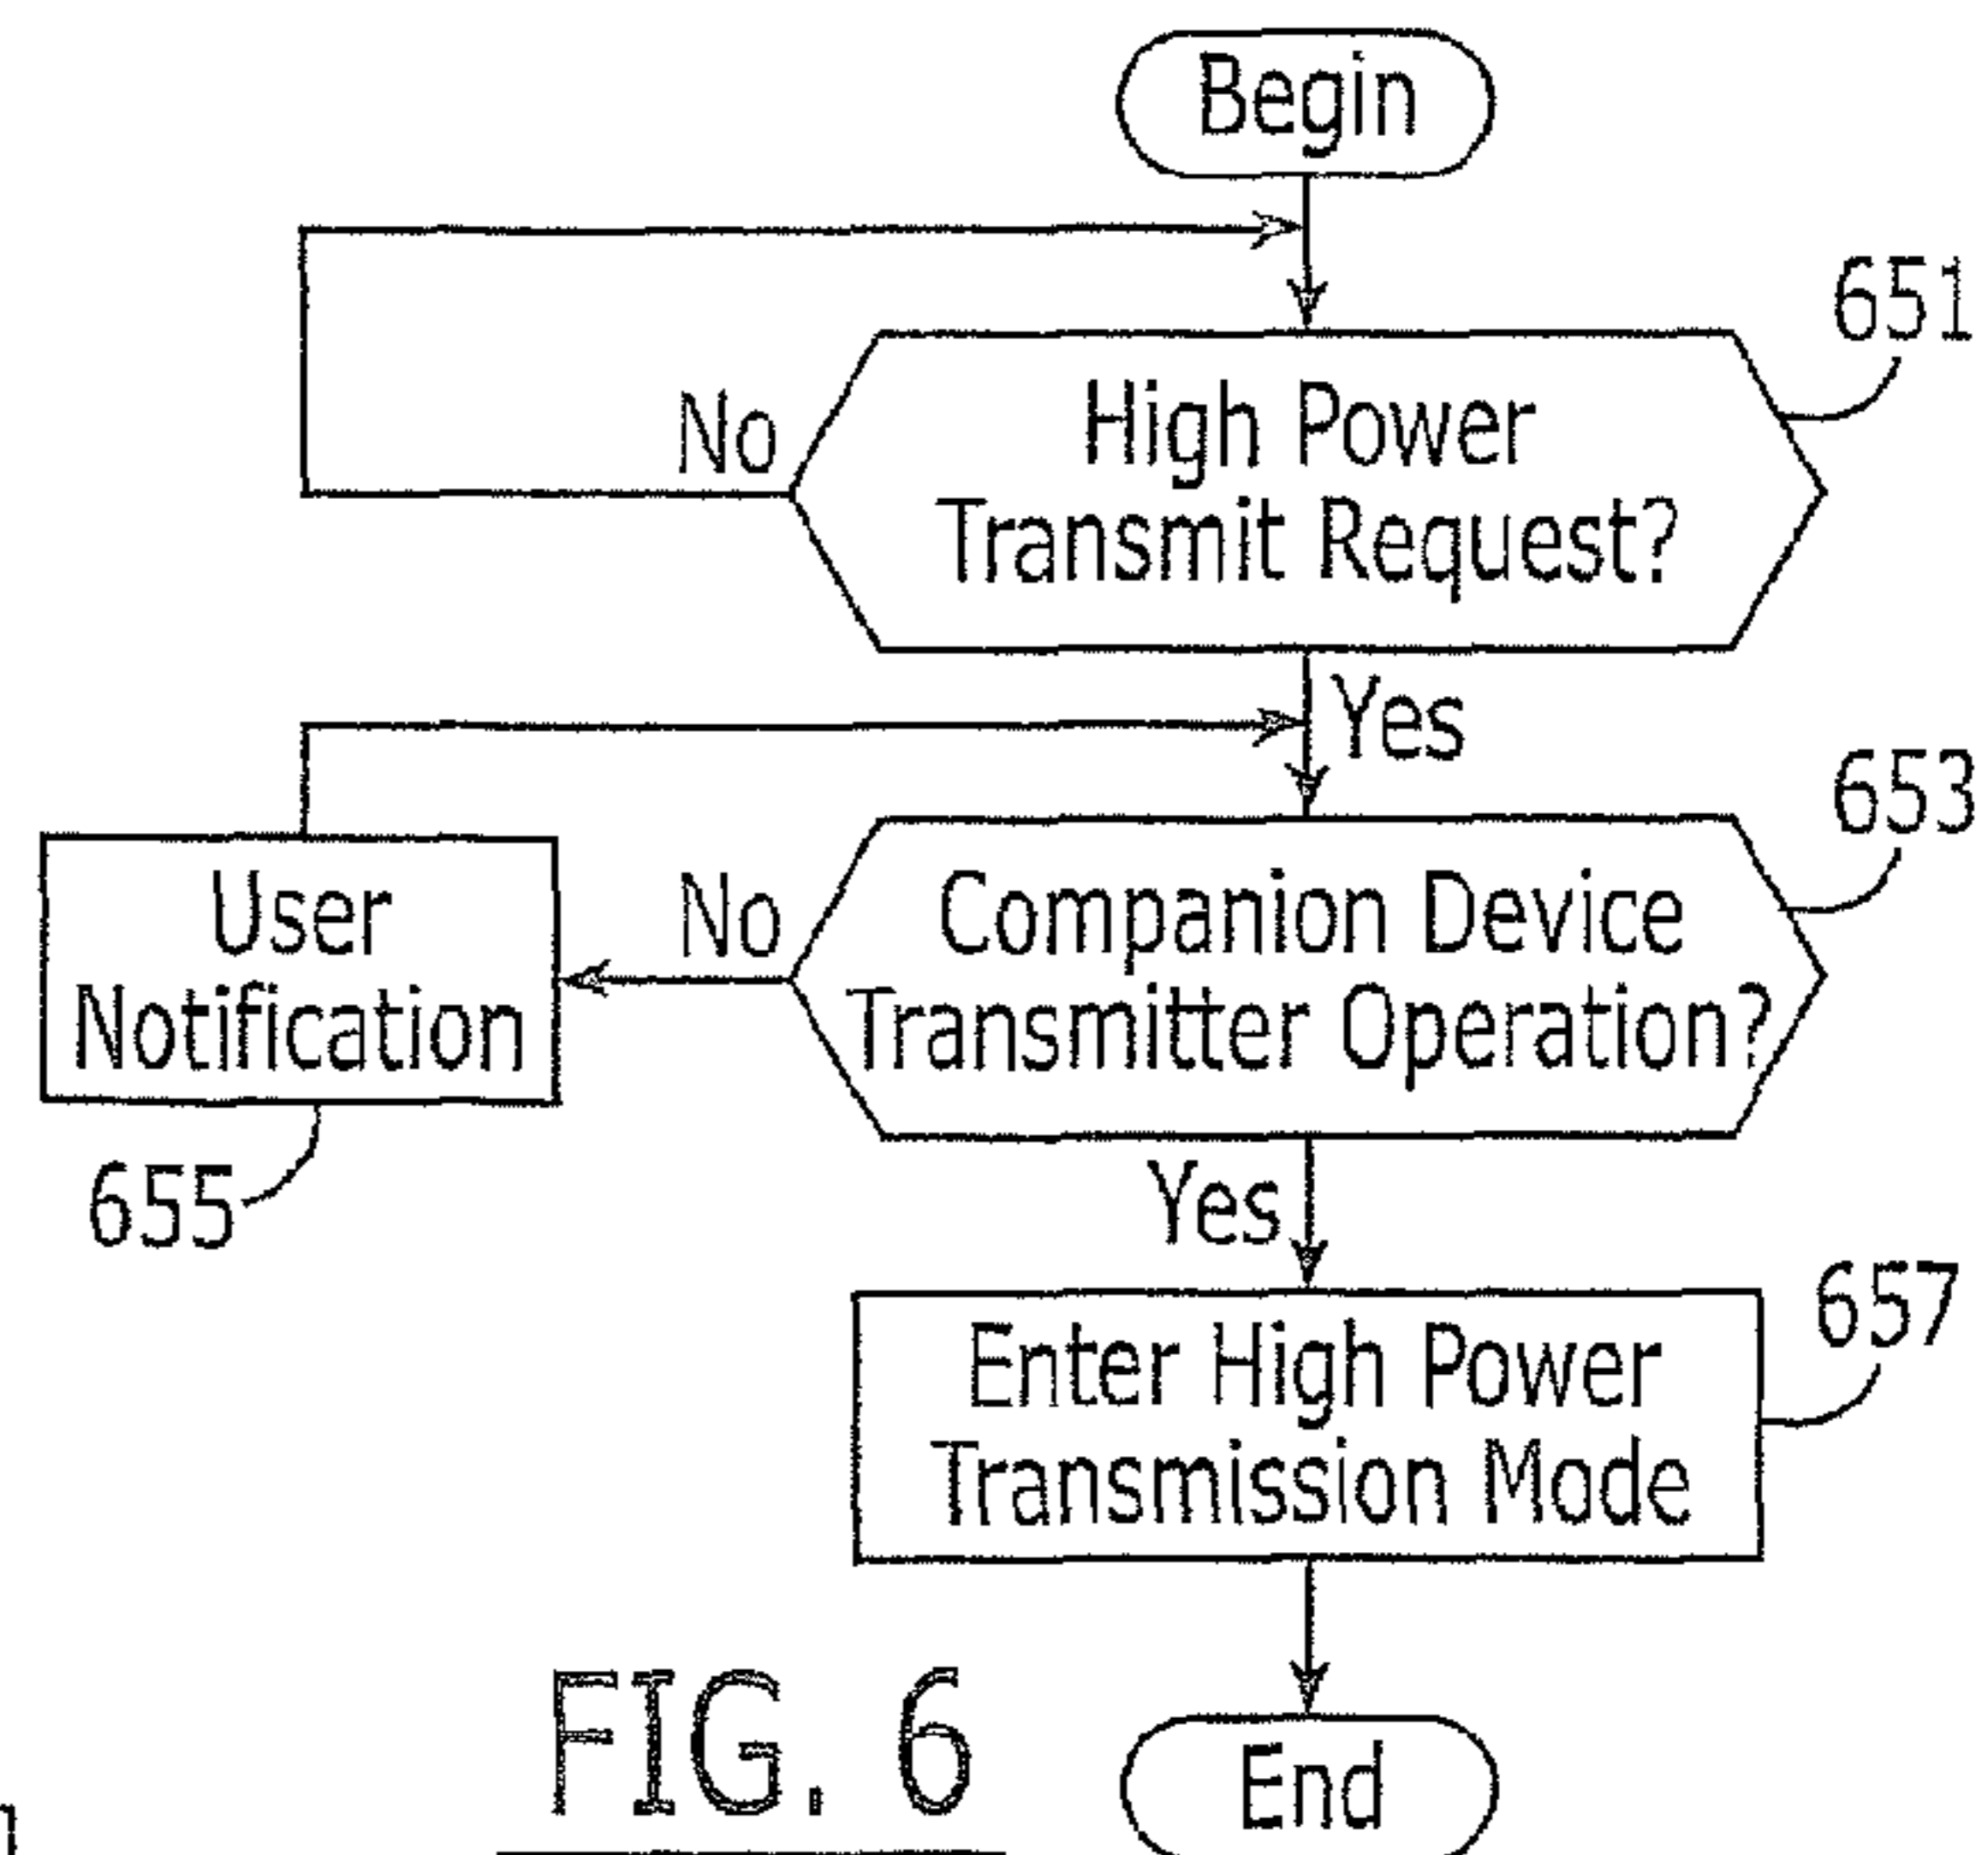 Begin
651
High Power
Transmit Request?
No
Yes
653
Companion Device
Transmitter Operation?
No
User
Notification
655
Yes
657
Enter High Power
Transmission Mode
FIG. 6
End